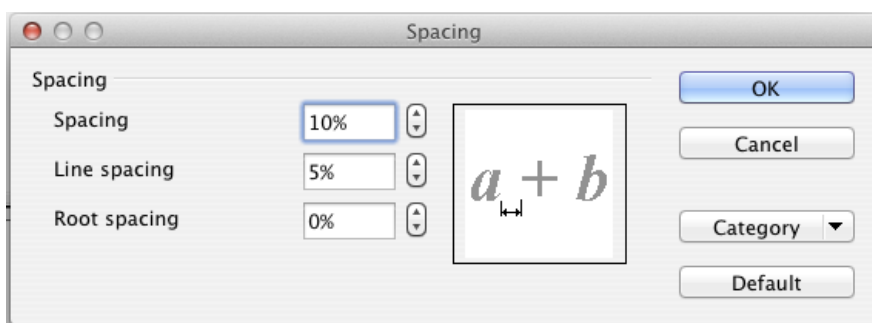 Spacing
Spacing
Spacing 10%
Line spacing 5%
Root spacing 0%
a + b
OK
Cancel
Category
Default